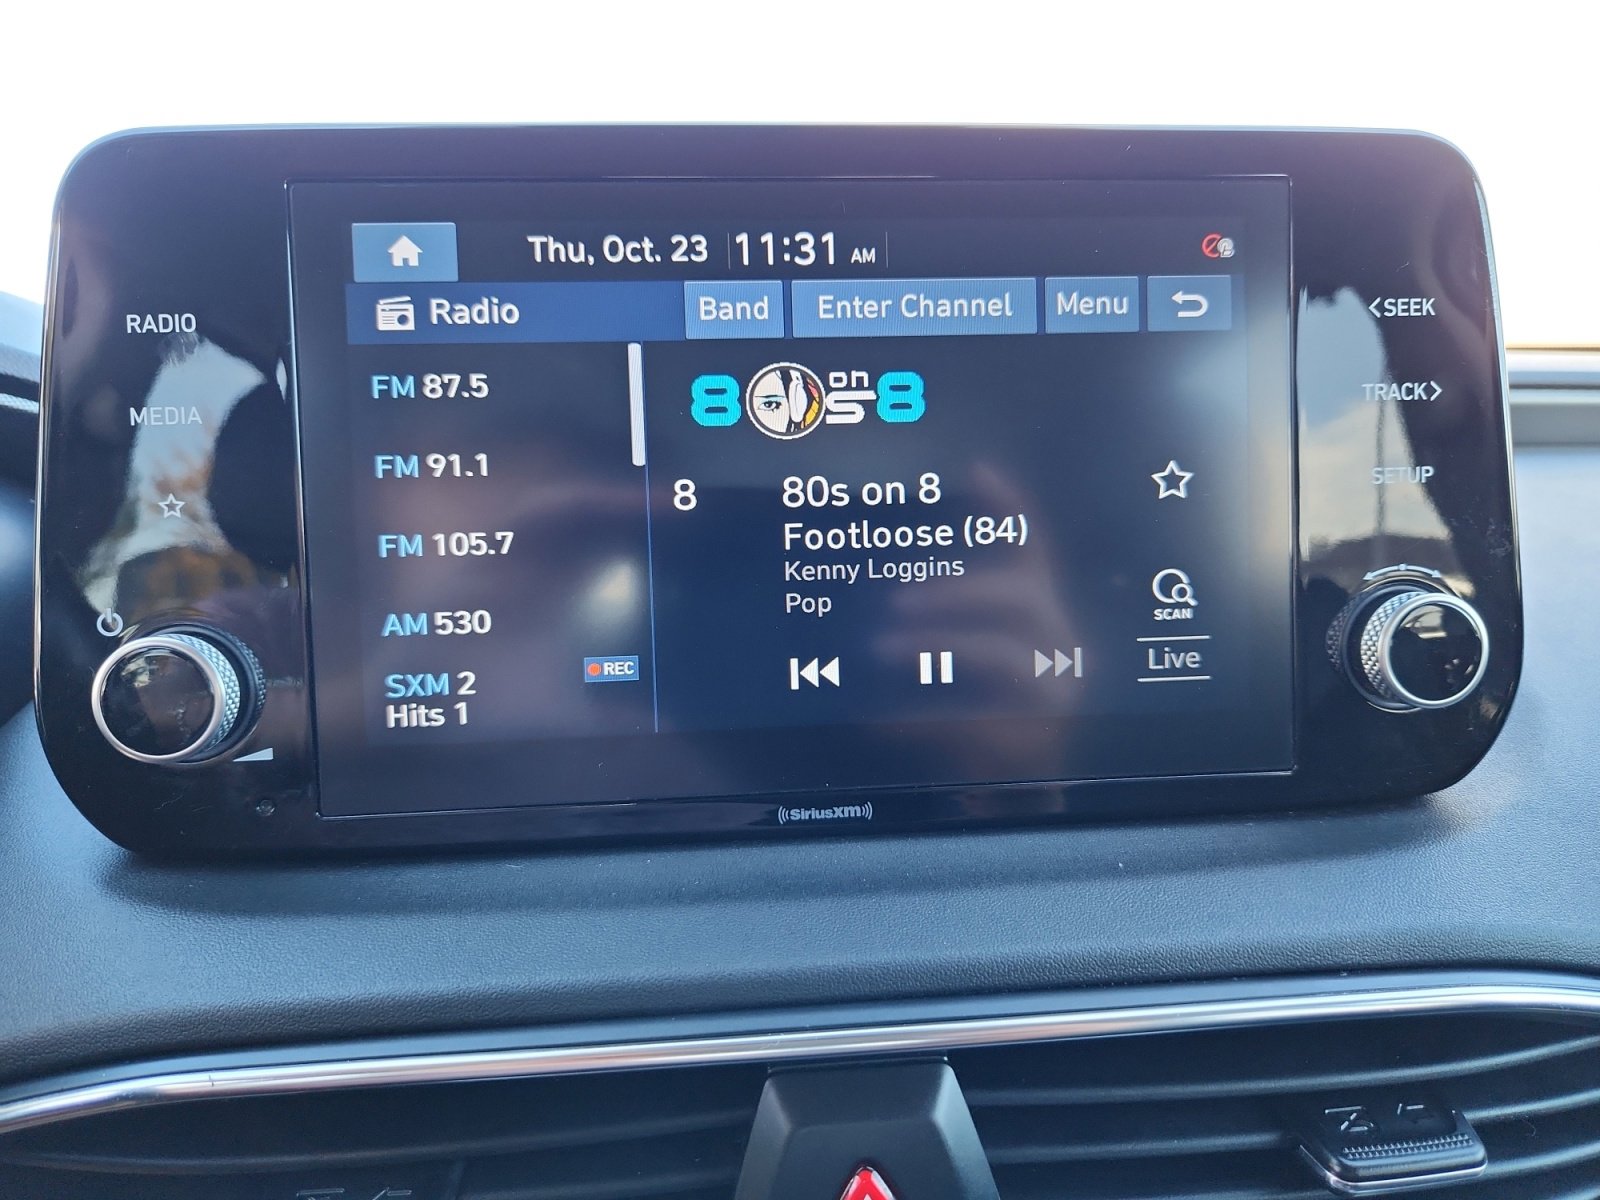 Thu, Oct. 23 11:31 AM
RADIO
MEDIA
Radio
Band
Enter Channel
Menu
<SEEK
TRACK>
SETUP
FM 87.5
FM 91.1
FM 105.7
AM 530
SXM 2
Hits 1
REC
8 on 8
8
80s on 8
Footloose (84)
Kenny Loggins
Pop
SCAN
Live
((SiriusXM))